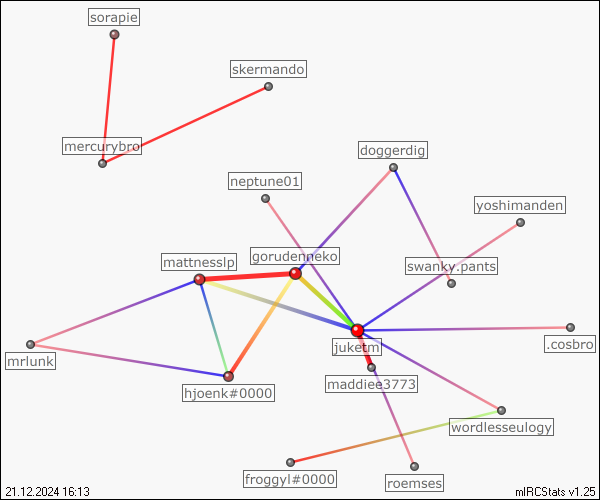 sorapie
skermando
mercurybro
doggerdig
neptune01
yoshimanden
gorudenneko
mattnesslp
swanky.pants
juketm
.cosbro
mrlunk
maddiee3773
hjoenk#0000
wordlesseulogy
froggyl#0000
roemses
21.12.2024 16:13
mIRCStats v1.25